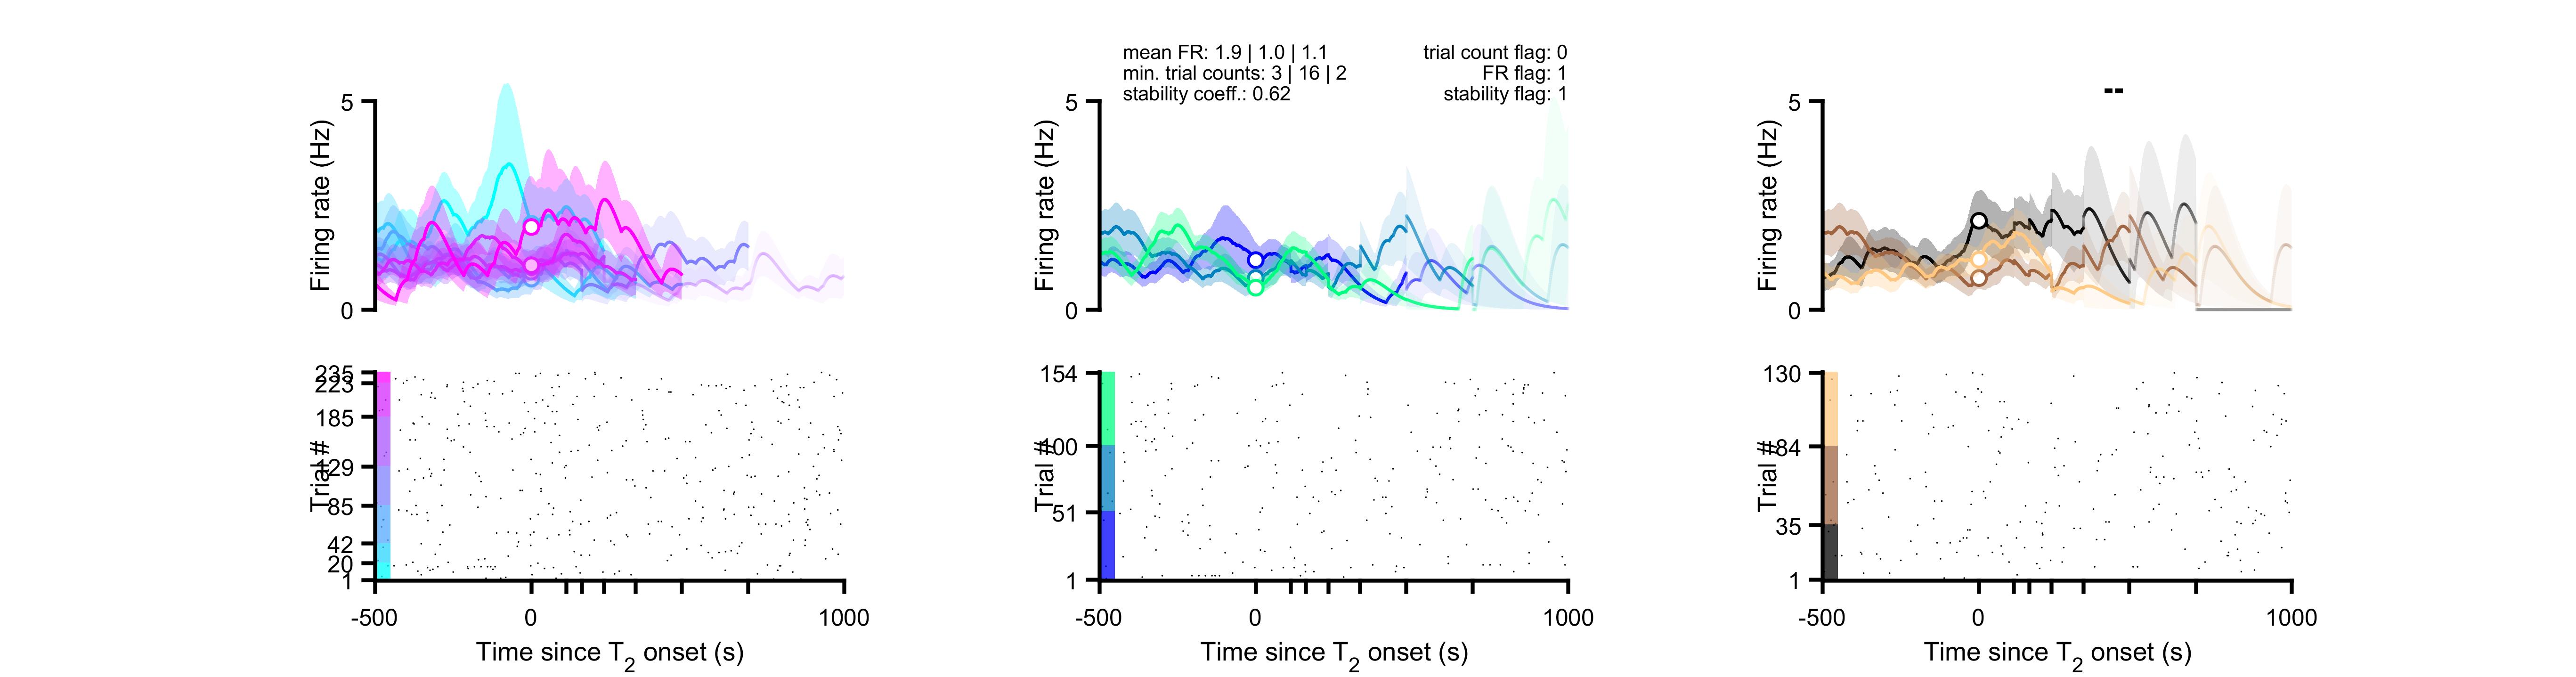 mean FR: 1.9 | 1.0 | 1.1
min. trial counts: 3 | 16 | 2
stability coeff.: 0.62
trial count flag: 0
FR flag: 1
stability flag: 1
--
5
0
Firing rate (Hz)
5
0
Firing rate (Hz)
5
0
Firing rate (Hz)
235
223
185
129
85
42
20
1
Trial #
-500
0
1000
Time since T2 onset (s)
154
100
51
1
Trial #
-500
0
1000
Time since T2 onset (s)
130
84
35
1
Trial #
-500
0
1000
Time since T2 onset (s)